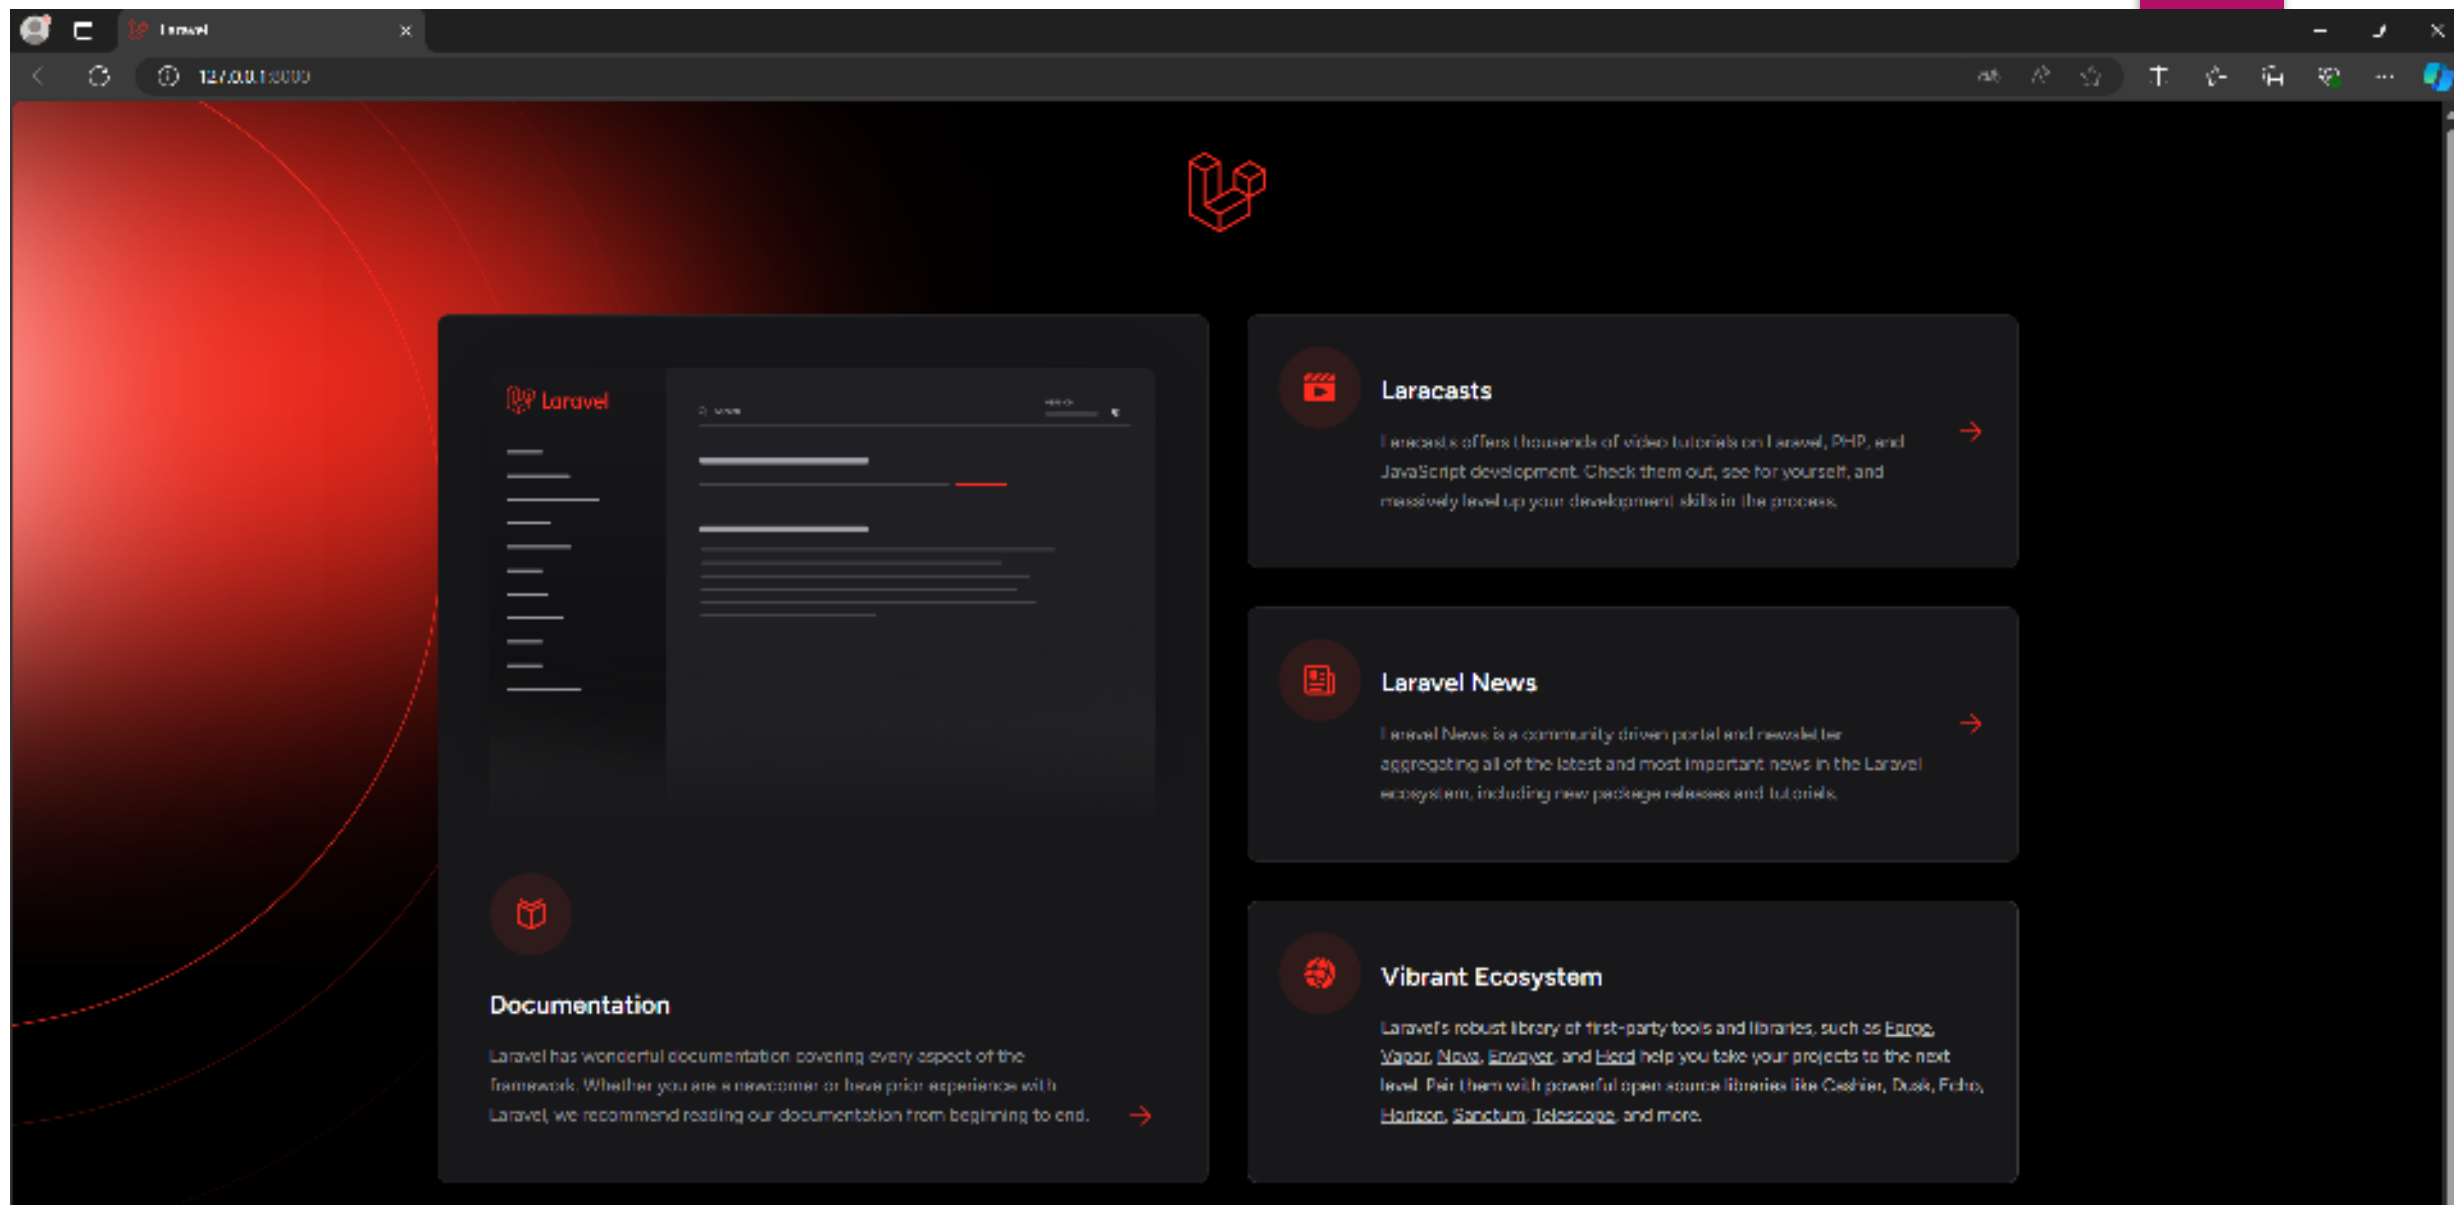 Laravel
127.0.0.1:8000
Laravel
Documentation
Laravel has wonderful documentation covering every aspect of the
framework. Whether you are a newcomer or have prior experience with
Laravel, we recommend reading our documentation from beginning to end.
Laracasts
Laracasts offers thousands of video tutorials on Laravel, PHP, and
JavaScript development. Check them out, see for yourself, and
massively level up your development skills in the process.
Laravel News
Laravel News is a community driven portal and newsletter
aggregating all of the latest and most important news in the Laravel
ecosystem, including new package releases and tutorials.
Vibrant Ecosystem
Laravel's robust library of first-party tools and libraries, such as Forge,
Vapor, Nova, Envoyer, and Herd help you take your projects to the next
level. Pair them with powerful open source libraries like Cashier, Dusk, Echo,
Horizon, Sanctum, Telescope, and more.